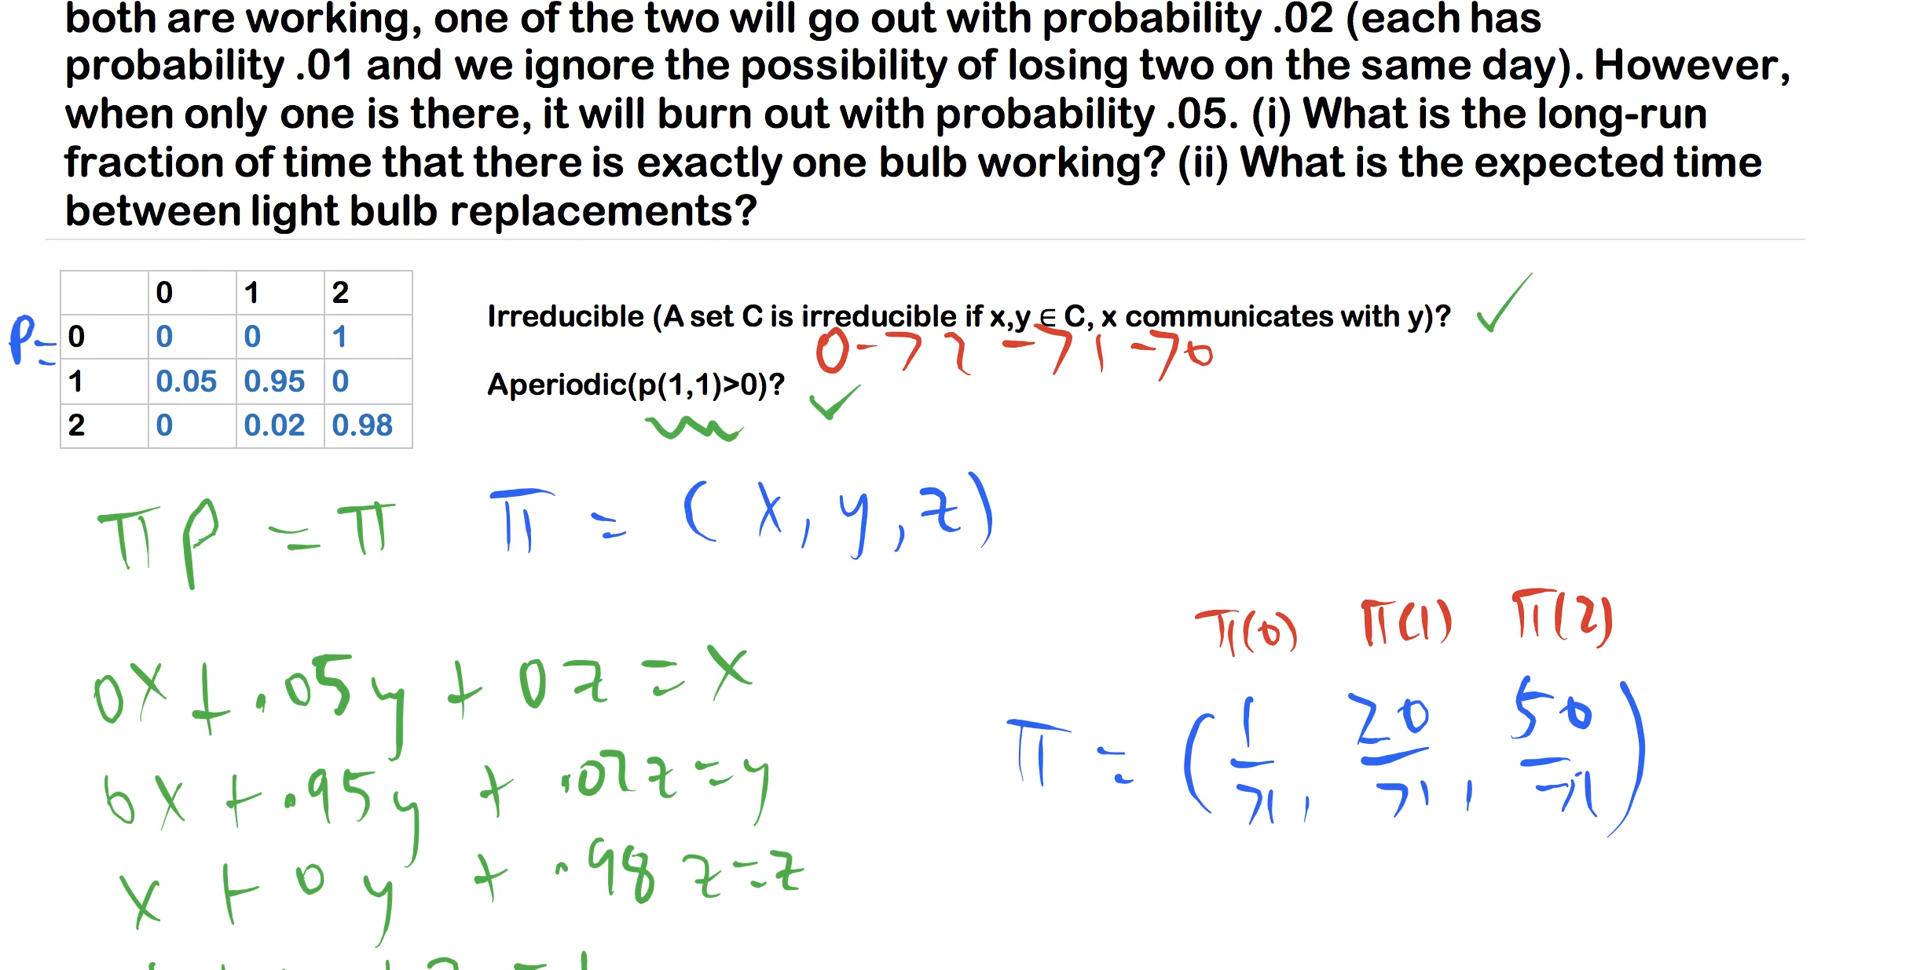 both are working, one of the two will go out with probability .02 (each has
probability .01 and we ignore the possibility of losing two on the same day). However,
when only one is there, it will burn out with probability .05. (i) What is the long-run
fraction of time that there is exactly one bulb working? (ii) What is the expected time
between light bulb replacements?
0 1 2
P= 0 0 0 1
1 0.05 0.95 0
2 0 0.02 0.98
Irreducible (A set C is irreducible if x,y ∈ C, x communicates with y)? ✓
0 -> 2 -> 1 -> 0
Aperiodic(p(1,1)>0)? ✓
πP = π π = (x, y, z)
π(0) π(1) π(2)
0x + .05y + 0z = x
π = (1/71, 20/71, 50/71)
0x + .95y + .02z = y
x + 0y + .98z = z